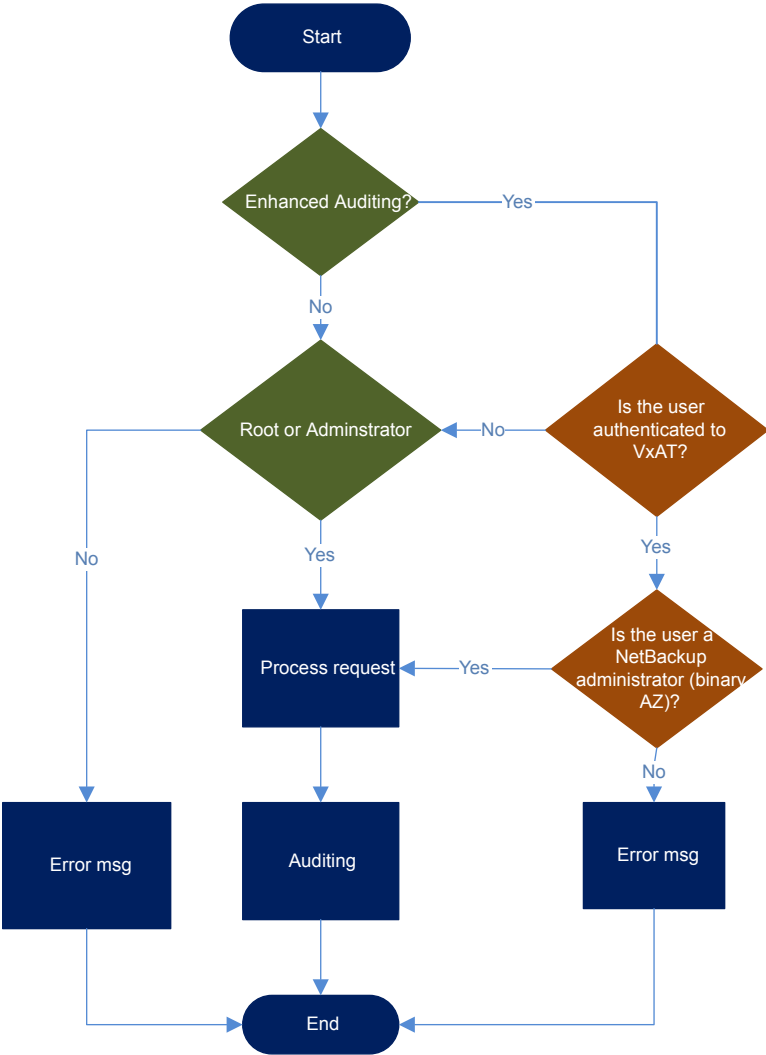 Start
Enhanced Auditing?
Yes
No
Root or Adminstrator
No
Is the user
authenticated to
VxAT?
No
Yes
Yes
Process request
Yes
Is the user a
NetBackup
administrator (binary
AZ)?
No
Error msg
Auditing
Error msg
End